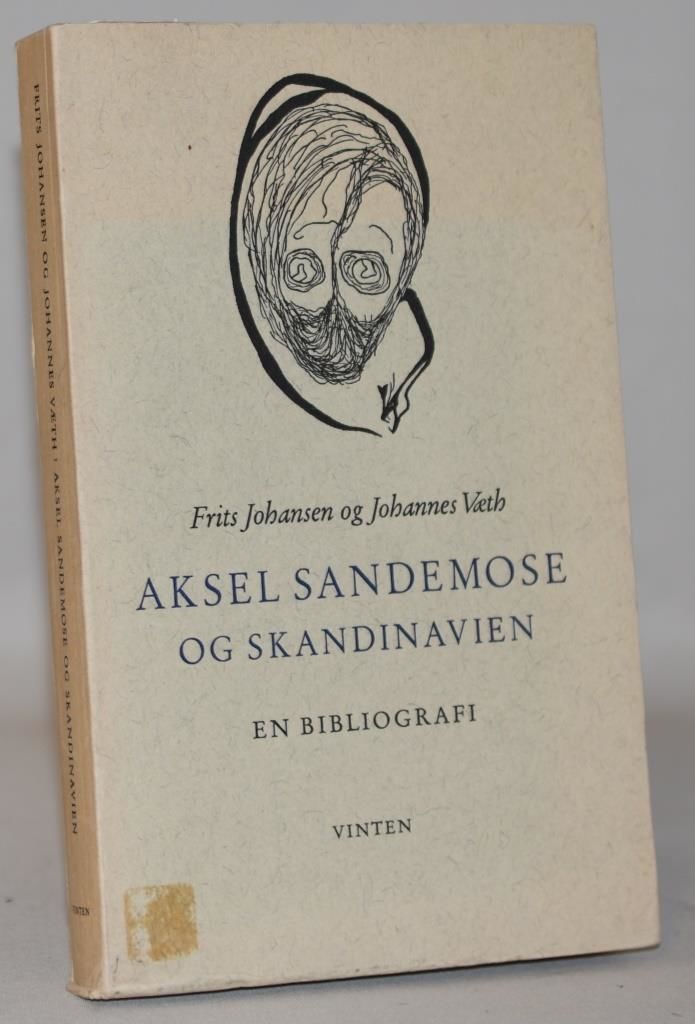 Frits Johansen og Johannes Væth
AKSEL SANDEMOSE
OG SKANDINAVIEN
EN BIBLIOGRAFI
VINTEN
FRITS JOHANSEN OG JOHANNES VÆTH : AKSEL SANDEMOSE OG SKANDINAVIEN
VINTEN